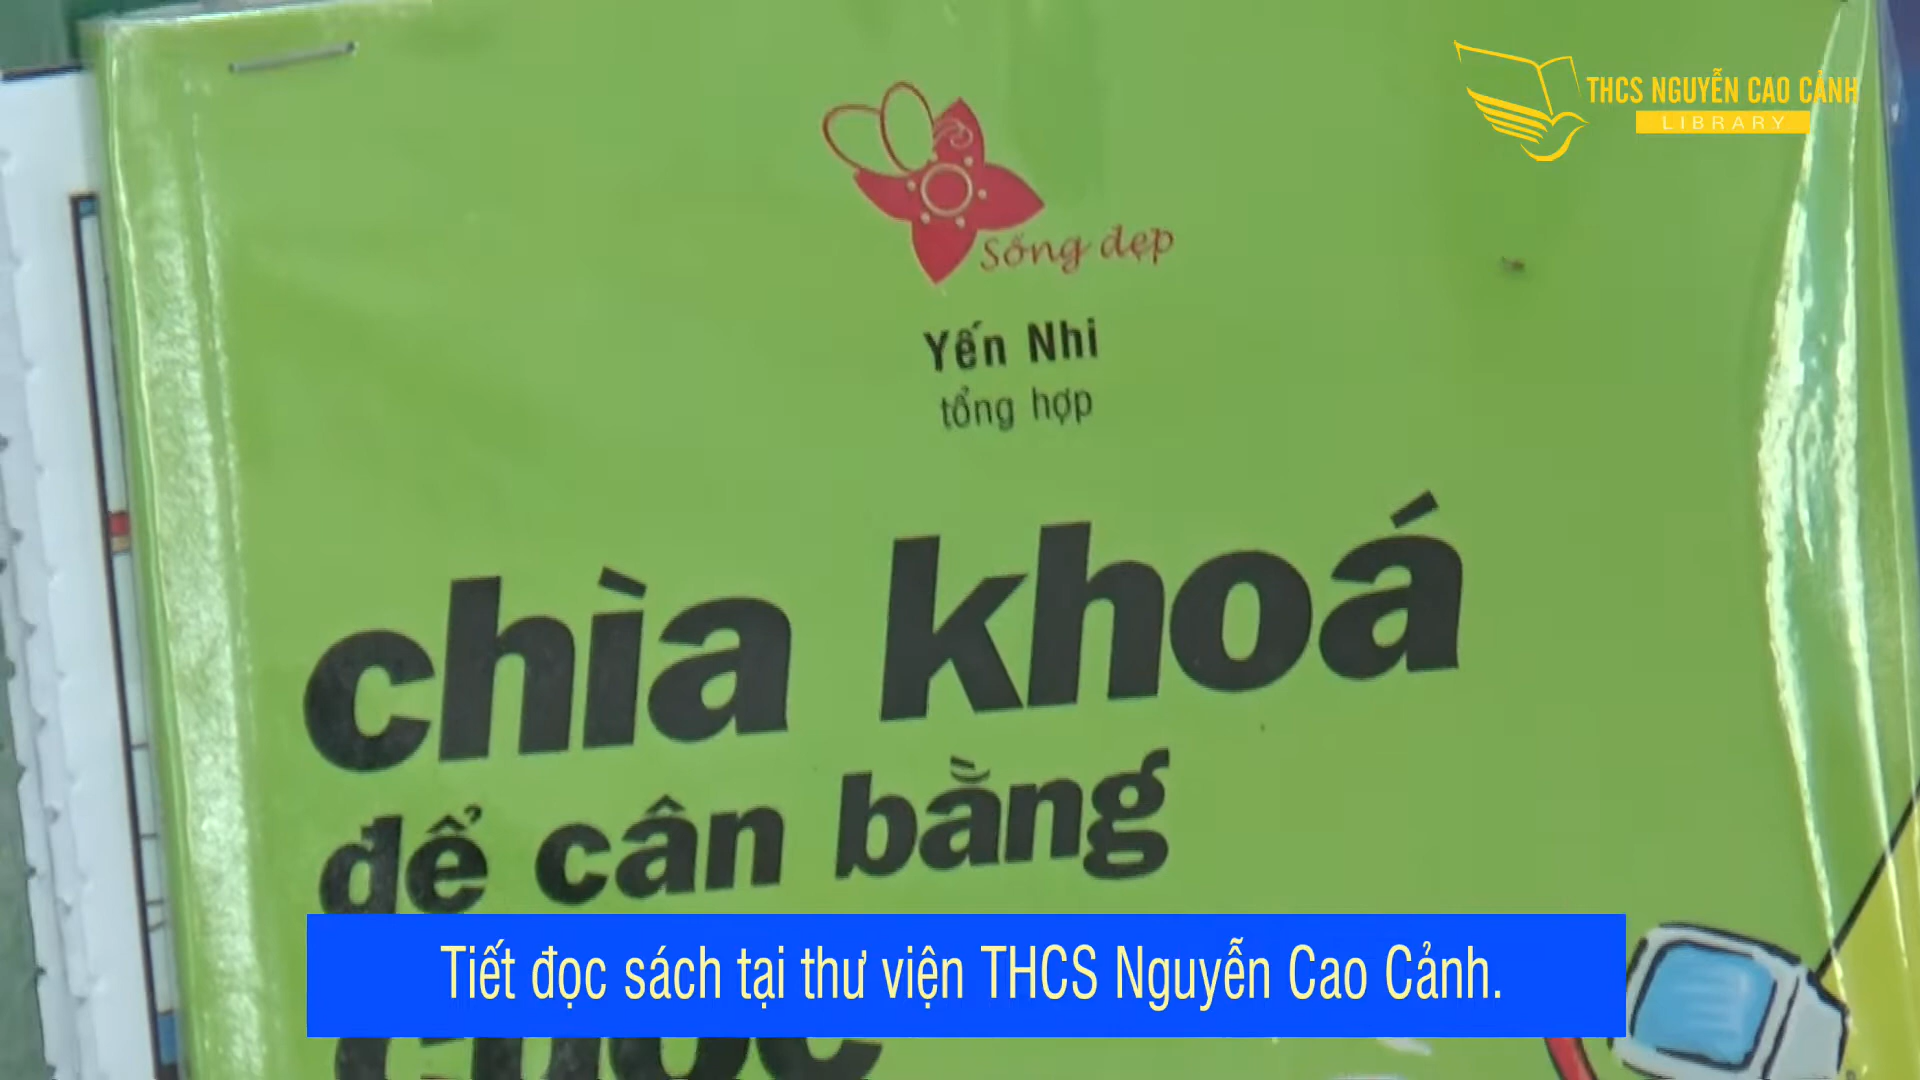 THCS NGUYỄN CAO CẢNH
LIBRARY
Sống đẹp
Yến Nhi
tổng hợp
chìa khoá
để cân bằng
Tiết đọc sách tại thư viện THCS Nguyễn Cao Cảnh.